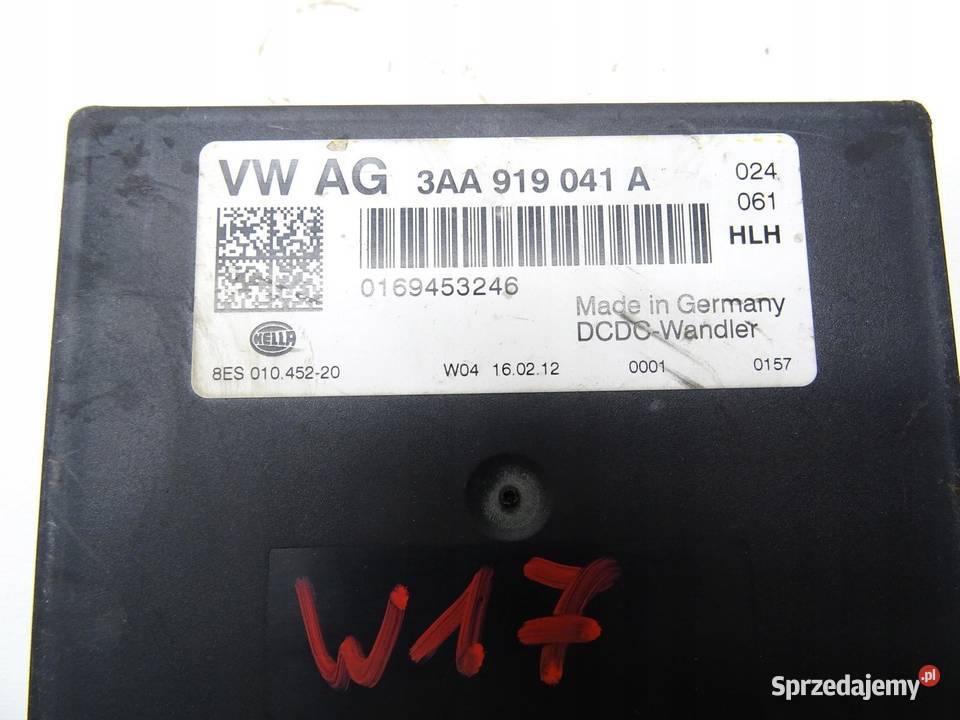 VW AG 3AA 919 041 A
024
061
HLH
0169453246
Made in Germany
DCDC-Wandler
HELLA
8ES 010.452-20 W04 16.02.12 0001 0157
W17
Sprzedajemy.pl